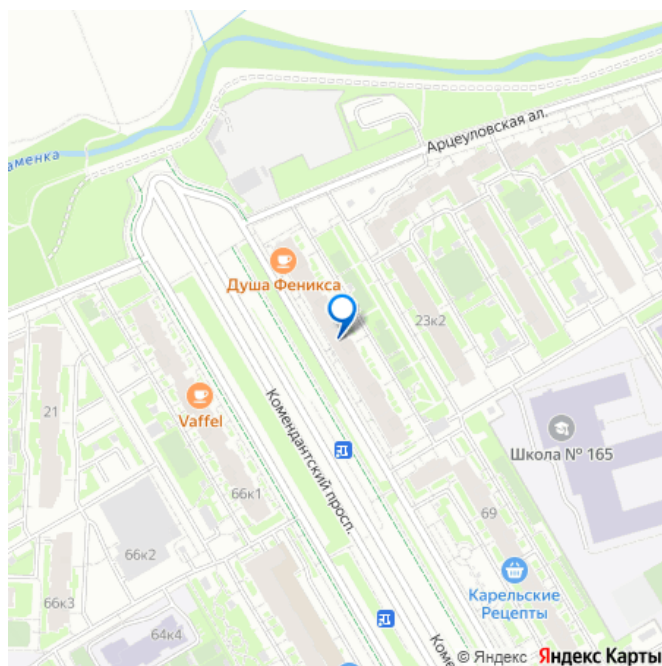 Арцеуловская ал.
аменка
Душа Феникса
23к2
21
Vaffel
Комендантский просп.
Школа № 165
66к1
69
66к2
Карельские
Рецепты
66к3
64к4
Коме
© Яндекс Яндекс Карты